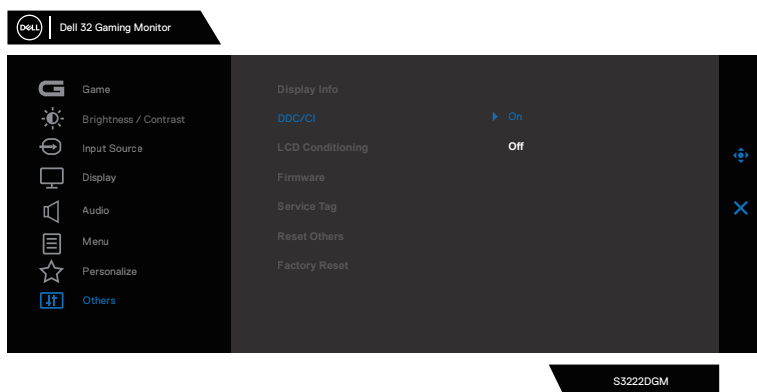 DELL
Dell 32 Gaming Monitor
Game
Brightness / Contrast
Input Source
Display
Audio
Menu
Personalize
Others
Display Info
DDC/CI
On
LCD Conditioning
Off
Firmware
Service Tag
Reset Others
Factory Reset
S3222DGM